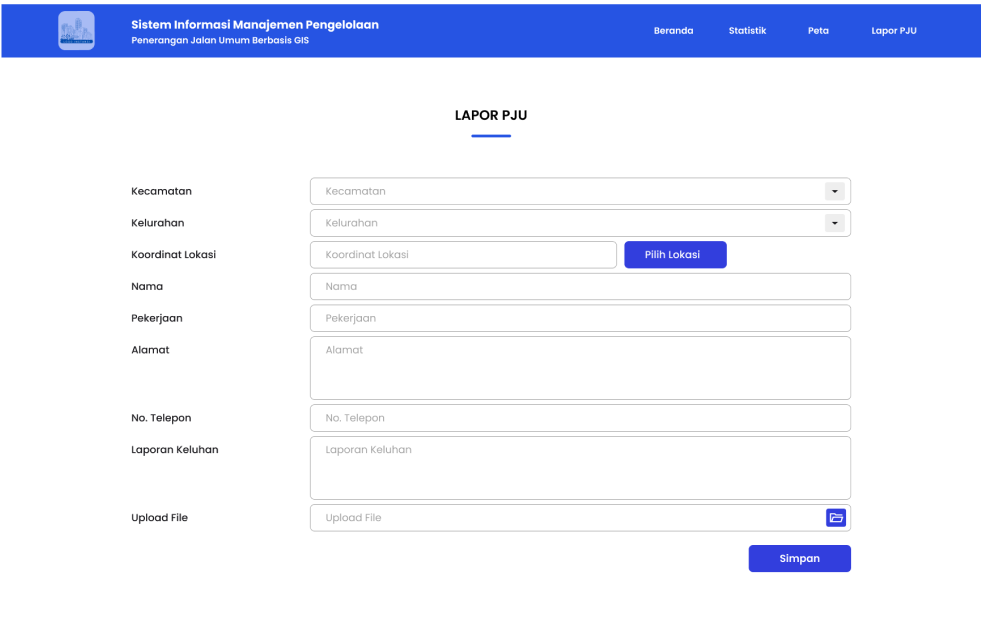 Sistem Informasi Manajemen Pengelolaan
Penerangan Jalan Umum Berbasis GIS
Beranda Statistik Peta Lapor PJU
LAPOR PJU
Kecamatan Kecamatan
Kelurahan Kelurahan
Koordinat Lokasi Koordinat Lokasi Pilih Lokasi
Nama Nama
Pekerjaan Pekerjaan
Alamat Alamat
No. Telepon No. Telepon
Laporan Keluhan Laporan Keluhan
Upload File Upload File
Simpan